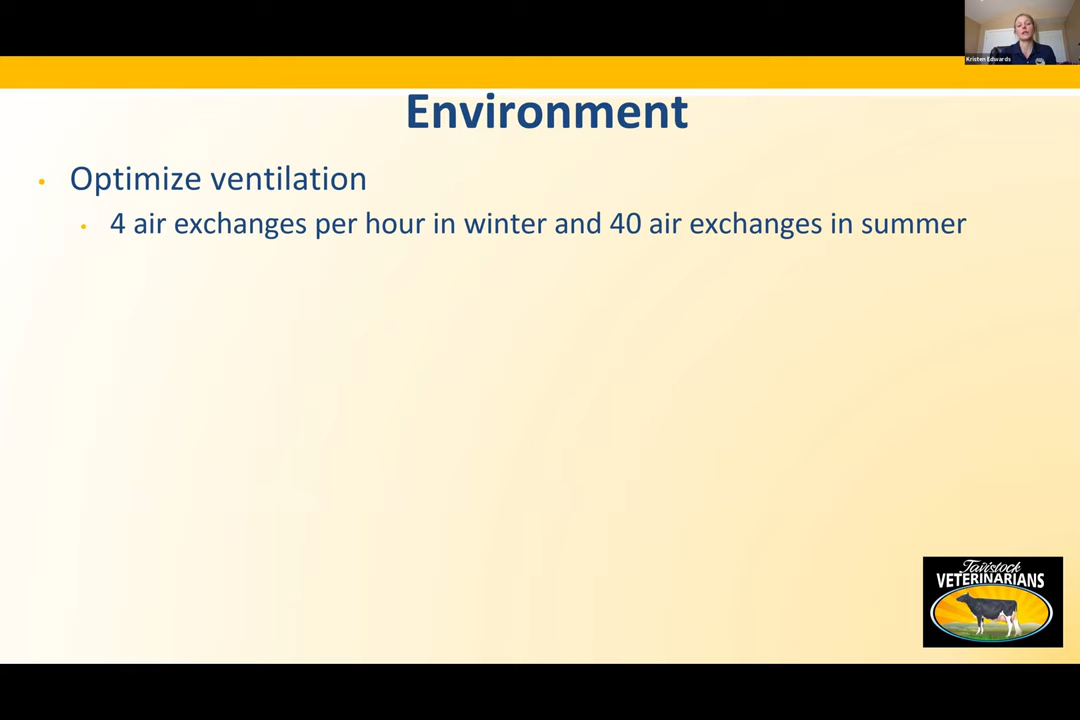 Kristen Edwards
Environment
• Optimize ventilation
• 4 air exchanges per hour in winter and 40 air exchanges in summer
Tavistock
VETERINARIANS